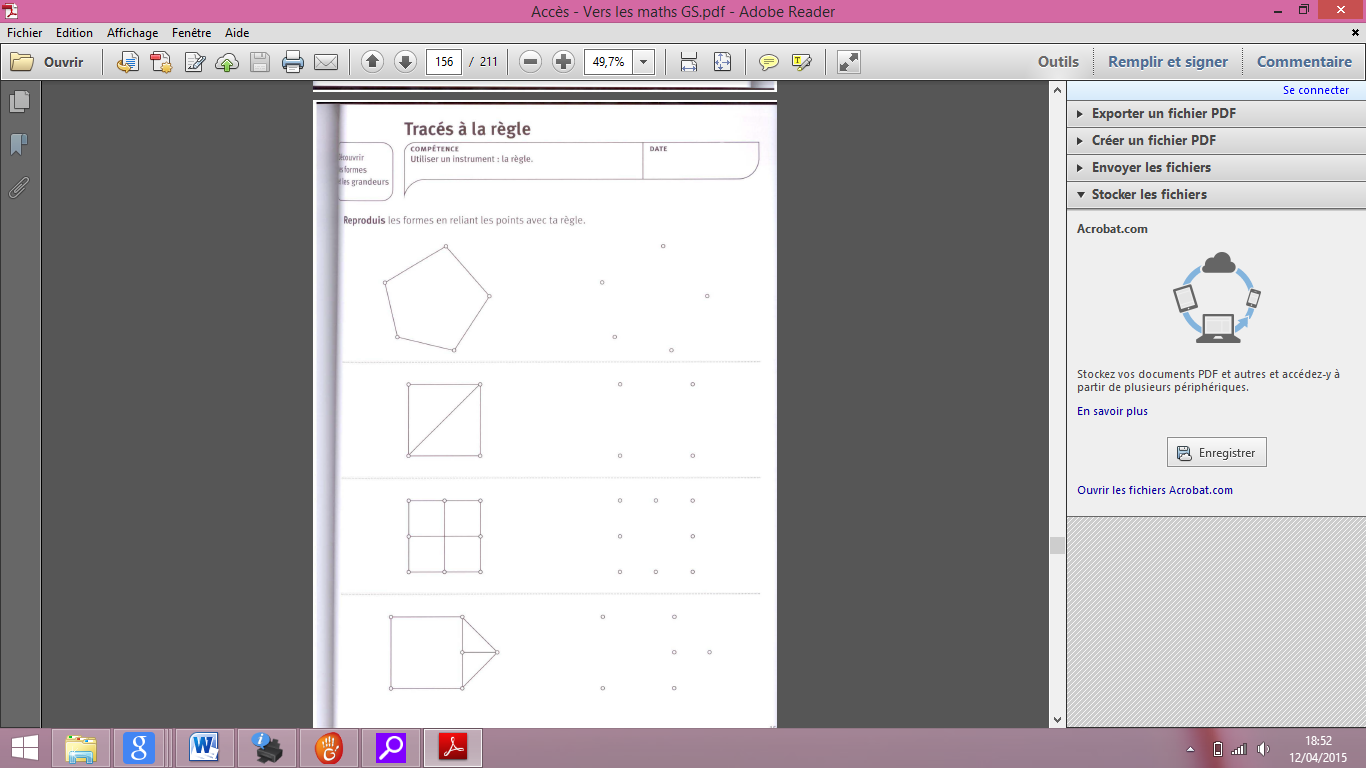 Accès - Vers les maths GS.pdf - Adobe Reader
Fichier Edition Affichage Fenêtre Aide
Ouvrir 156 / 211 49,7% Outils Remplir et signer Commentaire
Se connecter
Exporter un fichier PDF
Créer un fichier PDF
Envoyer les fichiers
Stocker les fichiers
Acrobat.com
Stockez vos documents PDF et autres et accédez-y à
partir de plusieurs périphériques.
En savoir plus
Enregistrer
Ouvrir les fichiers Acrobat.com
Tracés à la règle
COMPÉTENCE
Utiliser un instrument : la règle.
DATE
écouvrir
s formes
les grandeurs
Reproduis les formes en reliant les points avec ta règle.
18:52
12/04/2015